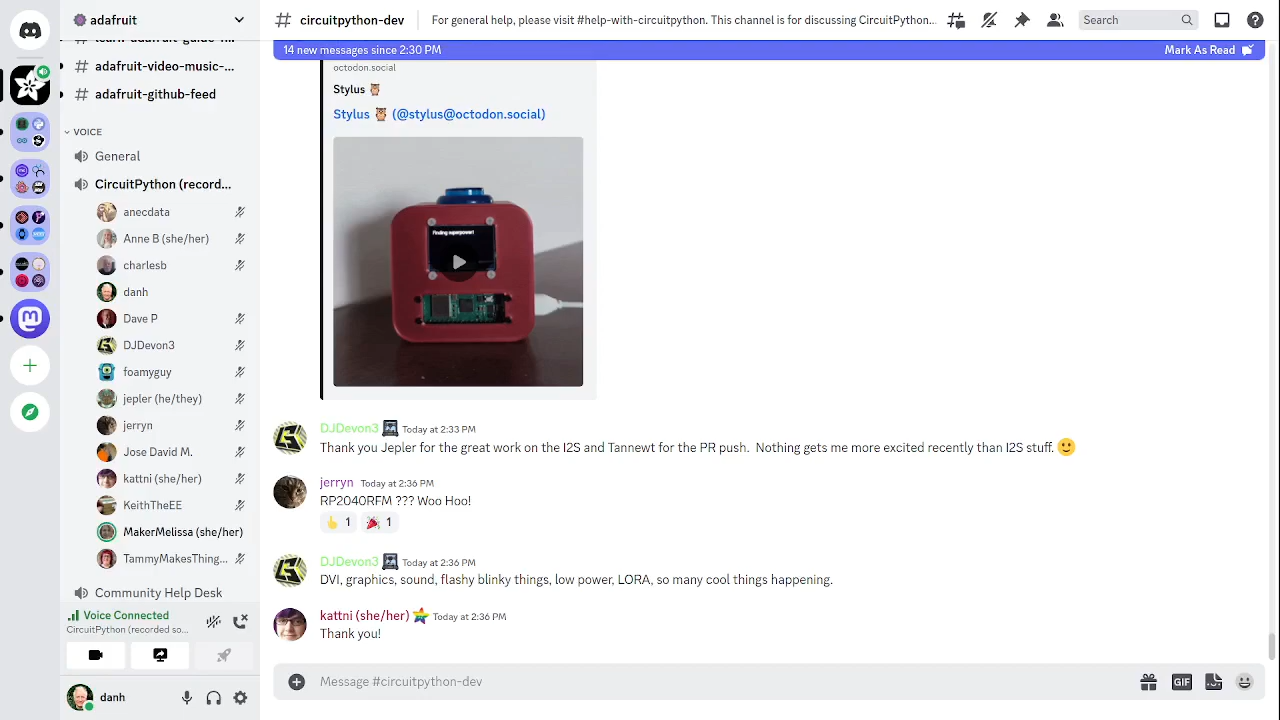 adafruit
# circuitpython-dev
For general help, please visit #help-with-circuitpython. This channel is for discussing CircuitPython...
Search
14 new messages since 2:30 PM
Mark As Read
# adafruit-video-music-...
# adafruit-github-feed
VOICE
General
CircuitPython (record...
anecdata
Anne B (she/her)
charlesb
danh
Dave P
DJDevon3
foamyguy
jepler (he/they)
jerryn
Jose David M.
kattni (she/her)
KeithTheEE
MakerMelissa (she/her)
TammyMakesThing...
Community Help Desk
Voice Connected
CircuitPython (recorded so...
danh
octodon.social
Stylus 🦉
Stylus 🦉 (@stylus@octodon.social)
Finding superpower!
DJDevon3 Today at 2:33 PM
Thank you Jepler for the great work on the I2S and Tannewt for the PR push.  Nothing gets me more excited recently than I2S stuff. 🙂
jerryn Today at 2:36 PM
RP2040RFM ??? Woo Hoo!
👆 1 🎉 1
DJDevon3 Today at 2:36 PM
DVI, graphics, sound, flashy blinky things, low power, LORA, so many cool things happening.
kattni (she/her) Today at 2:36 PM
Thank you!
Message #circuitpython-dev
GIF